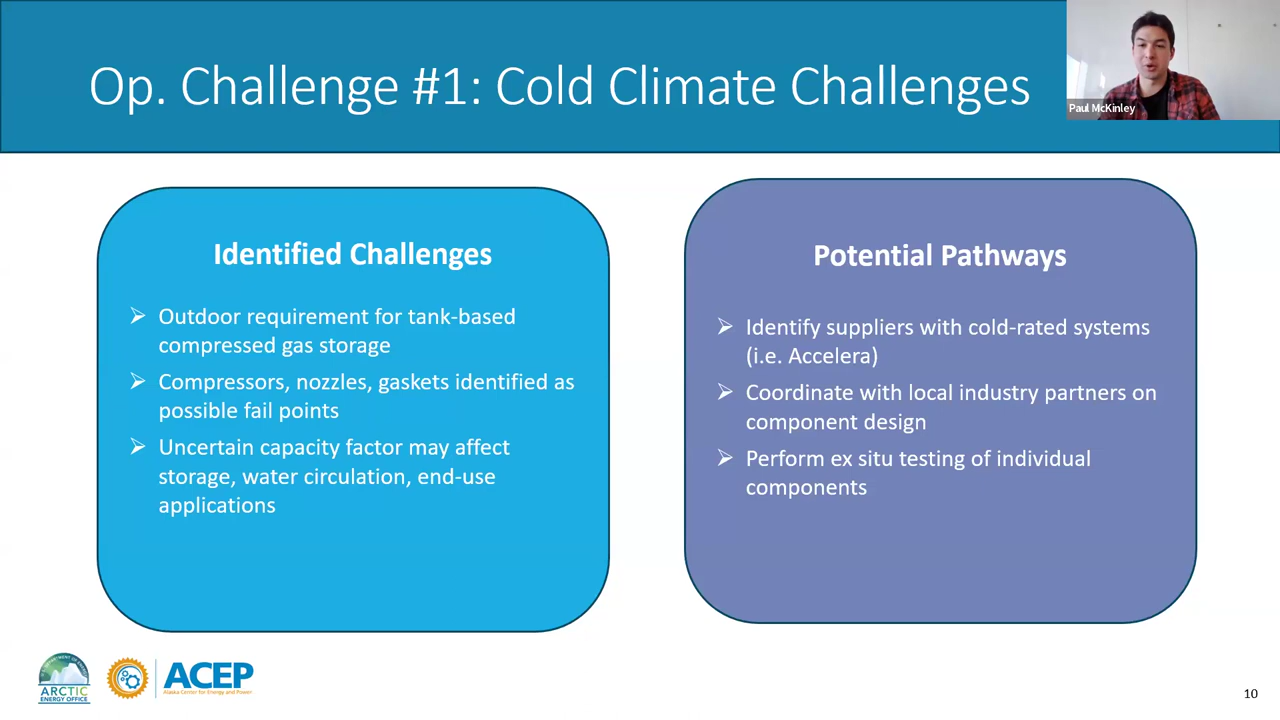 Op. Challenge #1: Cold Climate Challenges
Paul McKinley
Identified Challenges
Outdoor requirement for tank-based
compressed gas storage
Compressors, nozzles, gaskets identified as
possible fail points
Uncertain capacity factor may affect
storage, water circulation, end-use
applications
Potential Pathways
Identify suppliers with cold-rated systems
(i.e. Accelera)
Coordinate with local industry partners on
component design
Perform ex situ testing of individual
components
DEPARTMENT OF ENERGY
ARCTIC
ENERGY OFFICE
ACEP
Alaska Center for Energy and Power
10